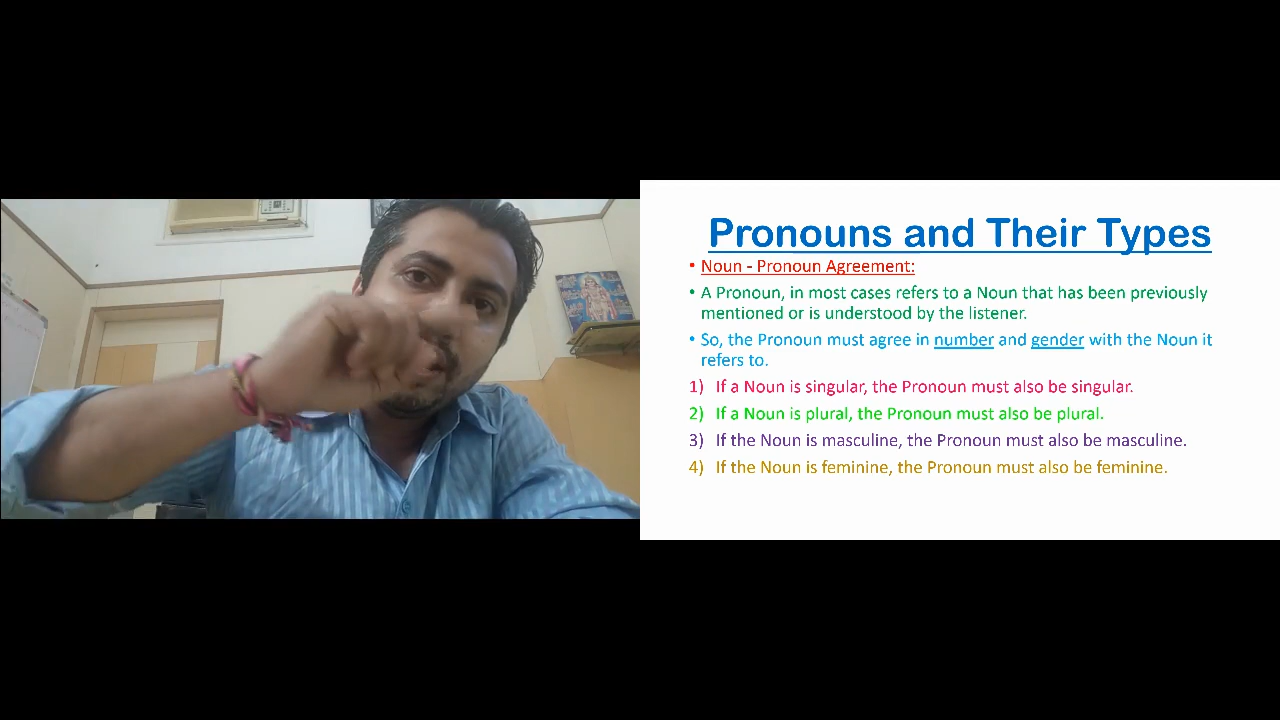 Pronouns and Their Types
• Noun - Pronoun Agreement:
• A Pronoun, in most cases refers to a Noun that has been previously
mentioned or is understood by the listener.
• So, the Pronoun must agree in number and gender with the Noun it
refers to.
1) If a Noun is singular, the Pronoun must also be singular.
2) If a Noun is plural, the Pronoun must also be plural.
3) If the Noun is masculine, the Pronoun must also be masculine.
4) If the Noun is feminine, the Pronoun must also be feminine.